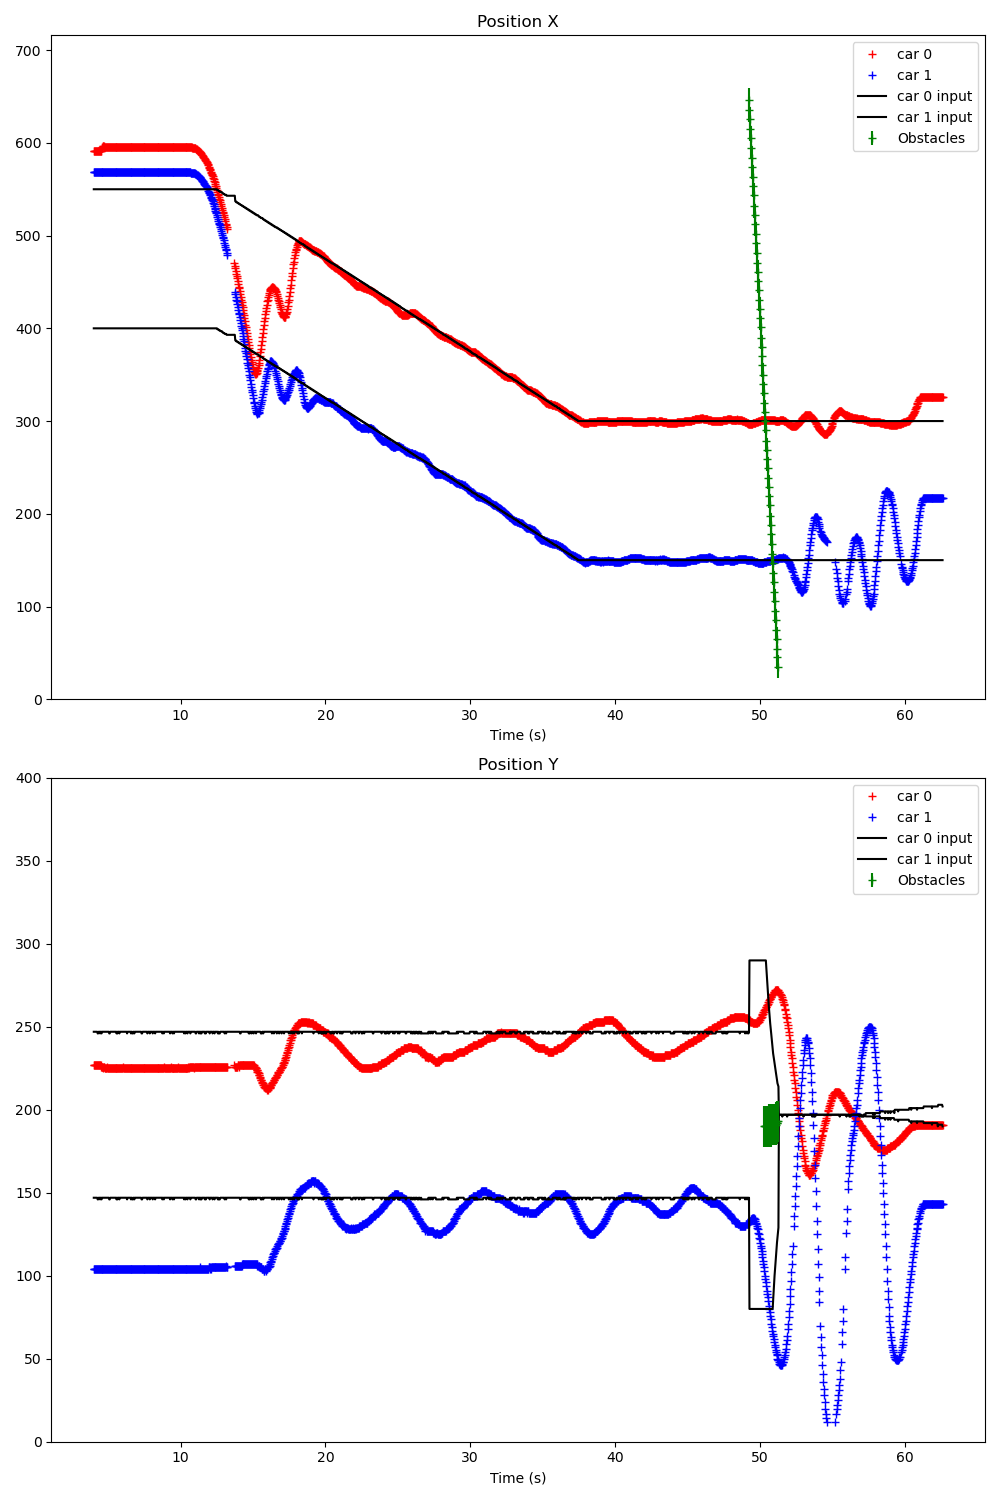 Position X
700
600
500
400
300
200
100
0
car 0
car 1
car 0 input
car 1 input
Obstacles
10 20 30 40 50 60
Time (s)
Position Y
400
350
300
250
200
150
100
50
0
car 0
car 1
car 0 input
car 1 input
Obstacles
10 20 30 40 50 60
Time (s)